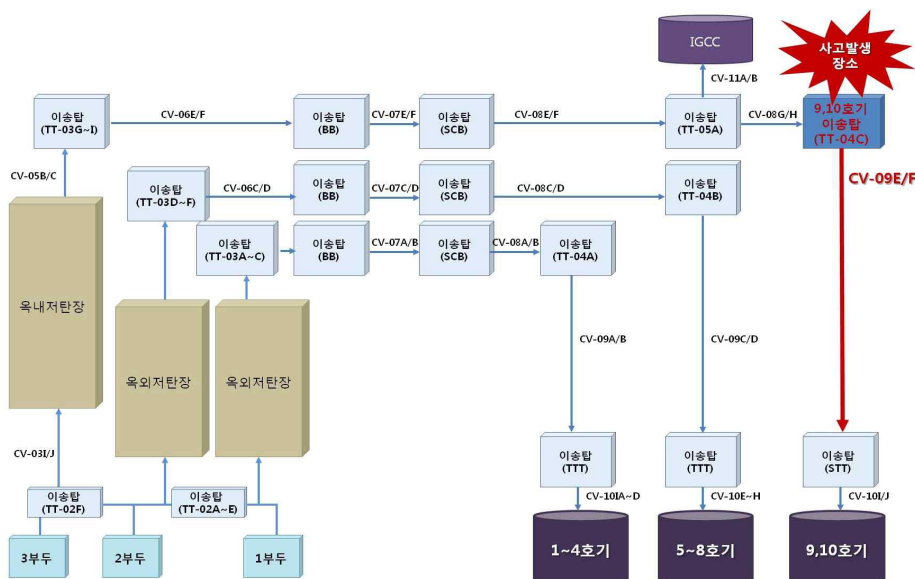 IGCC
사고발생
장소
CV-11A/B
이송탑
(TT-03G~I)
CV-06E/F
이송탑
(BB)
CV-07E/F
이송탑
(SCB)
CV-08E/F
이송탑
(TT-05A)
CV-08G/H
9,10호기
이송탑
(TT-04C)
CV-05B/C
이송탑
(TT-03D~F)
CV-06C/D
이송탑
(BB)
CV-07C/D
이송탑
(SCB)
CV-08C/D
이송탑
(TT-04B)
CV-09E/F
이송탑
(TT-03A~C)
이송탑
(BB)
CV-07A/B
이송탑
(SCB)
CV-08A/B
이송탑
(TT-04A)
옥내저탄장
옥외저탄장
옥외저탄장
CV-09A/B
CV-09C/D
CV-03I/J
이송탑
(TTT)
이송탑
(TTT)
이송탑
(STT)
이송탑
(TT-02F)
이송탑
(TT-02A~E)
CV-10IA~D
CV-10E~H
CV-10I/J
3부두
2부두
1부두
1~4호기
5~8호기
9,10호기